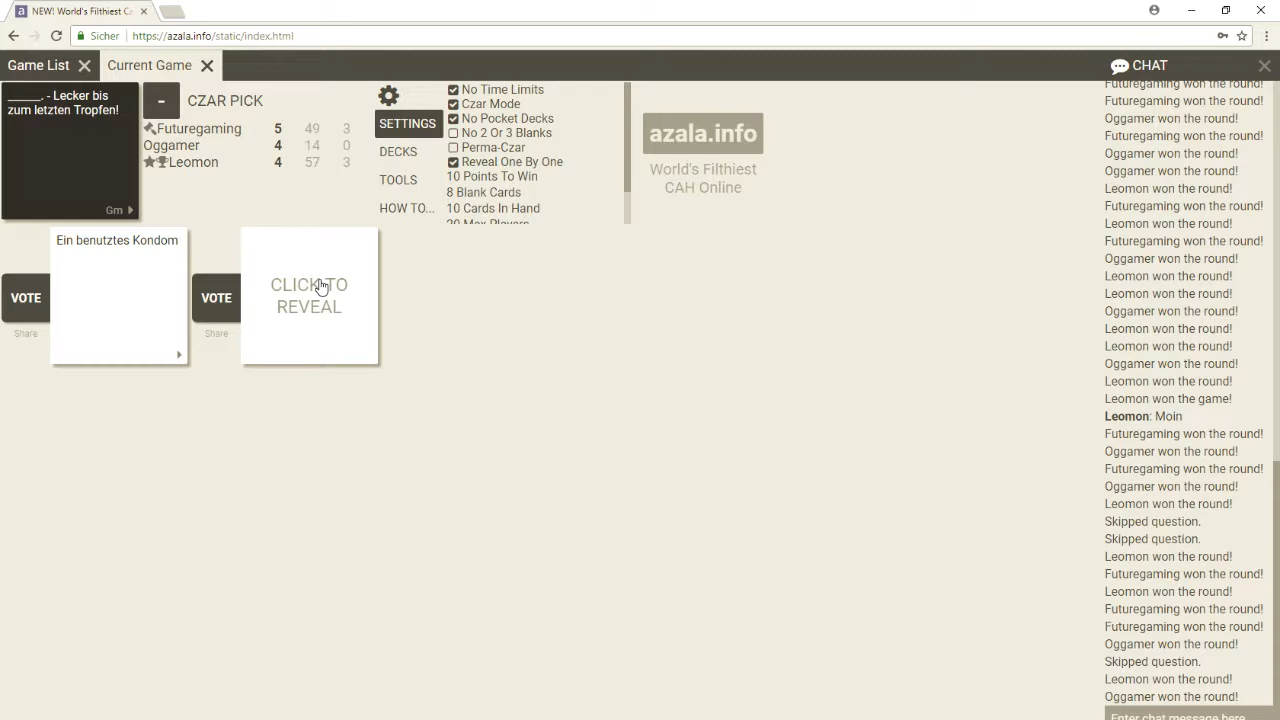 NEW! World's Filthiest C
Sicher
https://azala.info/static/index.html
Game List
Current Game
CHAT
_____. - Lecker bis
zum letzten Tropfen!
Gm
-
CZAR PICK
Futuregaming 5 49 3
Oggamer 4 14 0
Leomon 4 57 3
SETTINGS
DECKS
TOOLS
HOW TO...
No Time Limits
Czar Mode
No Pocket Decks
No 2 Or 3 Blanks
Perma-Czar
Reveal One By One
10 Points To Win
8 Blank Cards
10 Cards In Hand
20 Max Players
azala.info
World's Filthiest
CAH Online
VOTE
Share
Ein benutztes Kondom
VOTE
Share
CLICK TO
REVEAL
Futuregaming won the round!
Futuregaming won the round!
Oggamer won the round!
Futuregaming won the round!
Oggamer won the round!
Oggamer won the round!
Leomon won the round!
Futuregaming won the round!
Leomon won the round!
Futuregaming won the round!
Oggamer won the round!
Leomon won the round!
Leomon won the round!
Oggamer won the round!
Leomon won the round!
Leomon won the round!
Oggamer won the round!
Leomon won the round!
Leomon won the game!
Leomon: Moin
Futuregaming won the round!
Oggamer won the round!
Futuregaming won the round!
Oggamer won the round!
Leomon won the round!
Skipped question.
Skipped question.
Leomon won the round!
Futuregaming won the round!
Leomon won the round!
Futuregaming won the round!
Futuregaming won the round!
Oggamer won the round!
Skipped question.
Leomon won the round!
Oggamer won the round!
Enter chat message here